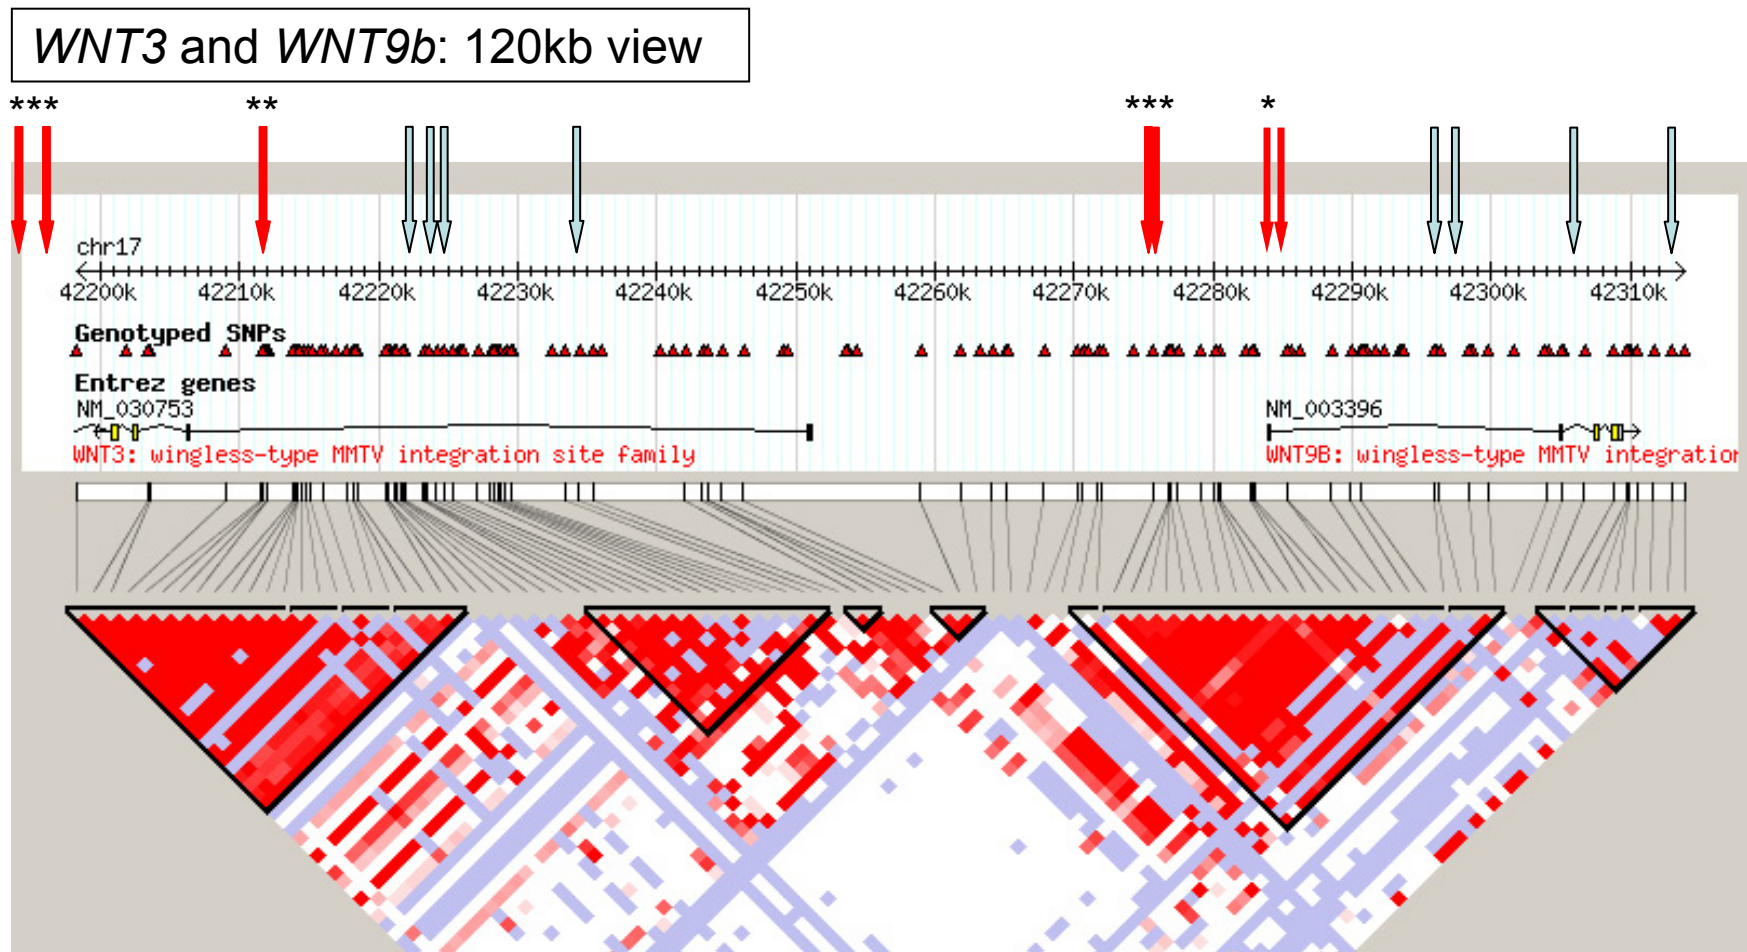 WNT3 and WNT9b: 120kb view
*** ** *** *
chr17
42200k 42210k 42220k 42230k 42240k 42250k 42260k 42270k 42280k 42290k 42300k 42310k
Genotyped SNPs
Entrez genes
NM_030753 NM_003396
WNT3: wingless-type MMTV integration site family WNT9B: wingless-type MMTV integration